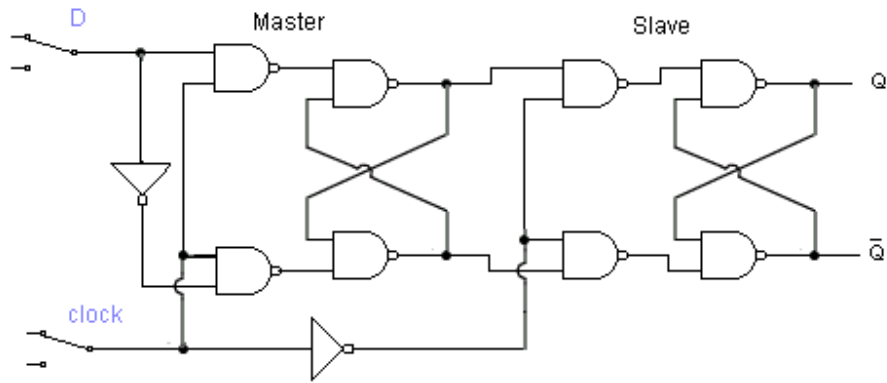 D
Master
Slave
Q
Q̅
clock